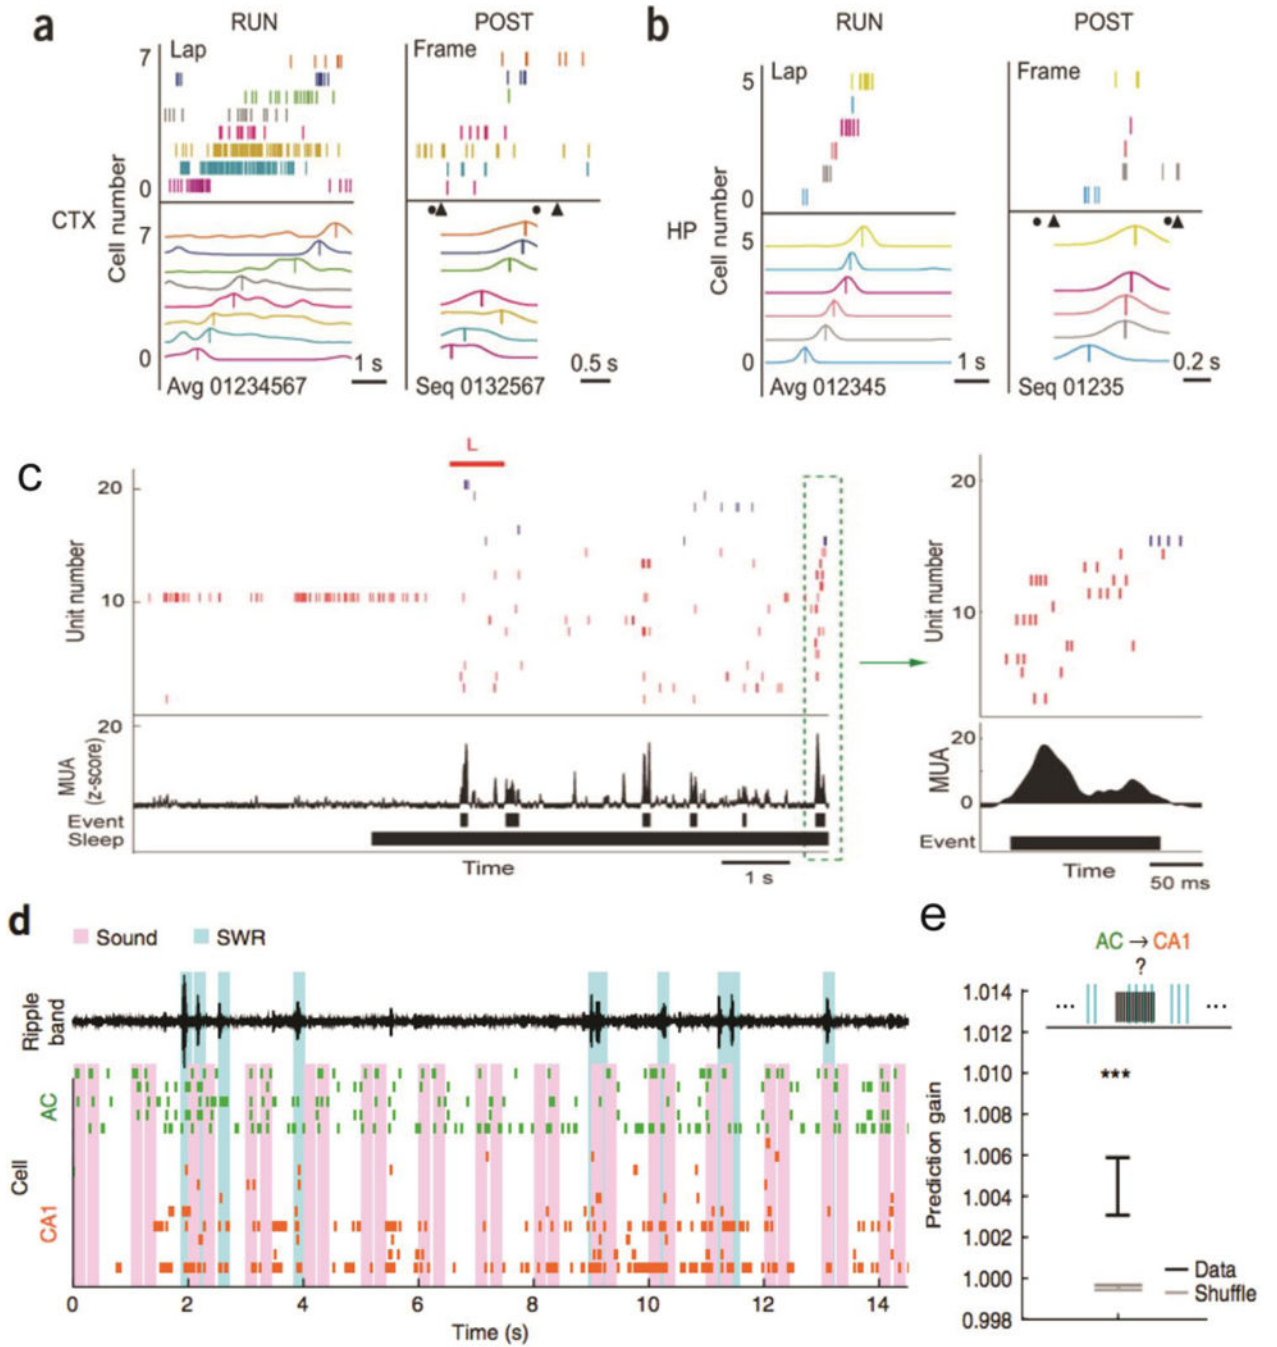 a
RUN
POST
7
Lap
Frame
0
CTX
Cell number
7
0
1 s
0.5 s
Avg 01234567
Seq 0132567
b
RUN
POST
5
Lap
Frame
0
HP
Cell number
5
0
1 s
0.2 s
Avg 012345
Seq 01235
c
L
20
10
Unit number
20
MUA
(z-score)
Event
Sleep
Time
1 s
20
10
Unit number
20
0
MUA
Event
Time
50 ms
d
Sound
SWR
Ripple
band
AC
Cell
CA1
0 2 4 6 8 10 12 14
Time (s)
e
AC → CA1
?
... ...
1.014
1.012
1.010
***
1.008
1.006
1.004
1.002
1.000
0.998
Prediction gain
Data
Shuffle